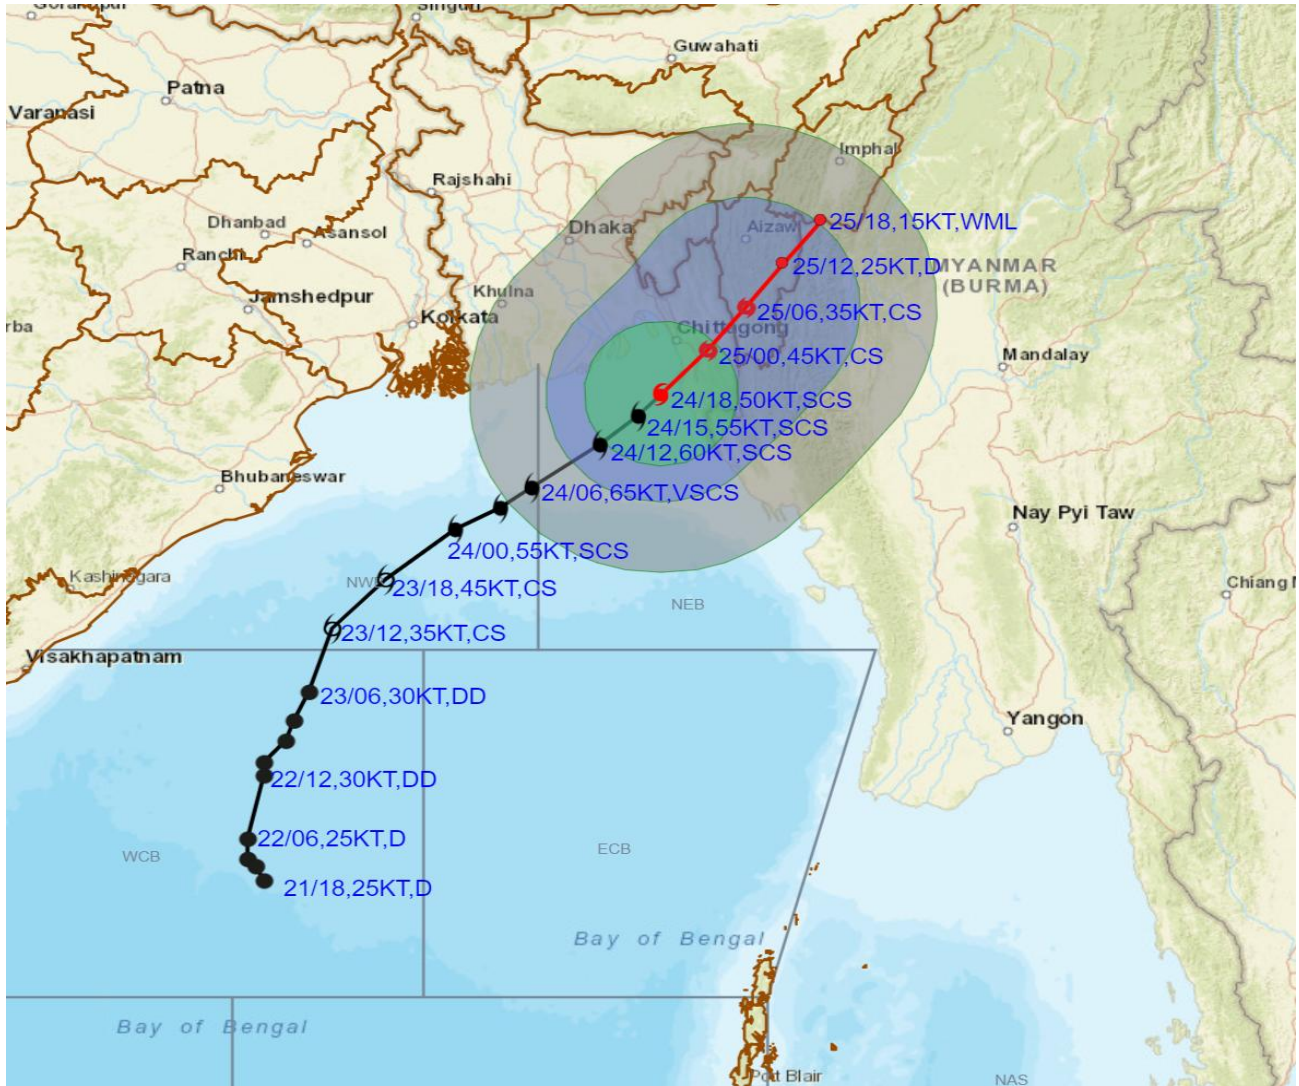 Gorakhpur
Siliguri
Guwahati
Patna
Varanasi
Imphal
Rajshahi
Dhanbad
Asansol
Dhaka
Aizawl
25/18,15KT,WML
Ranchi
25/12,25KT,D
MYANMAR
(BURMA)
Jamshedpur
Khulna
25/06,35KT,CS
Kolkata
Chittagong
rba
25/00,45KT,CS
Mandalay
24/18,50KT,SCS
24/15,55KT,SCS
24/12,60KT,SCS
Bhubaneswar
24/06,65KT,VSCS
Nay Pyi Taw
24/00,55KT,SCS
23/18,45KT,CS
NEB
Chiang M
23/12,35KT,CS
Visakhapatnam
23/06,30KT,DD
Yangon
22/12,30KT,DD
22/06,25KT,D
WCB
ECB
21/18,25KT,D
Bay of Bengal
Bay of Bengal
Port Blair
NAS